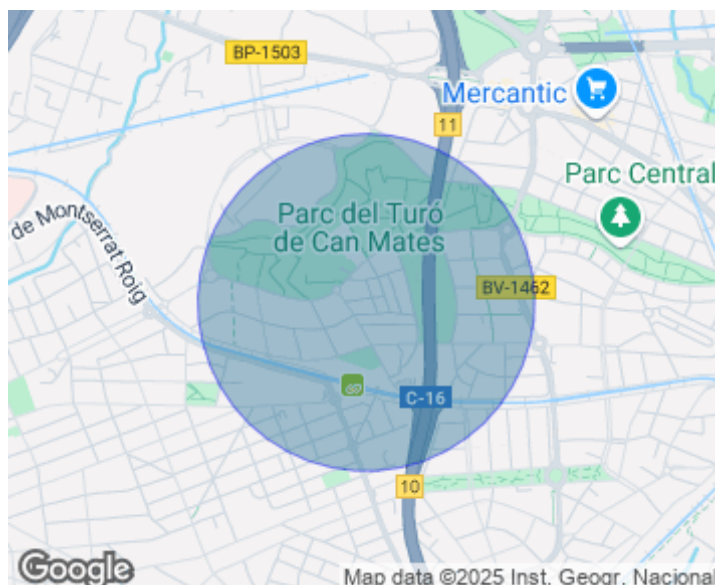 BP-1503
Mercantic
11
Parc Central
Parc del Turó
de Can Mates
de Montserrat Roig
BV-1462
C-16
10
Google
Map data ©2025 Inst. Geogr. Nacional